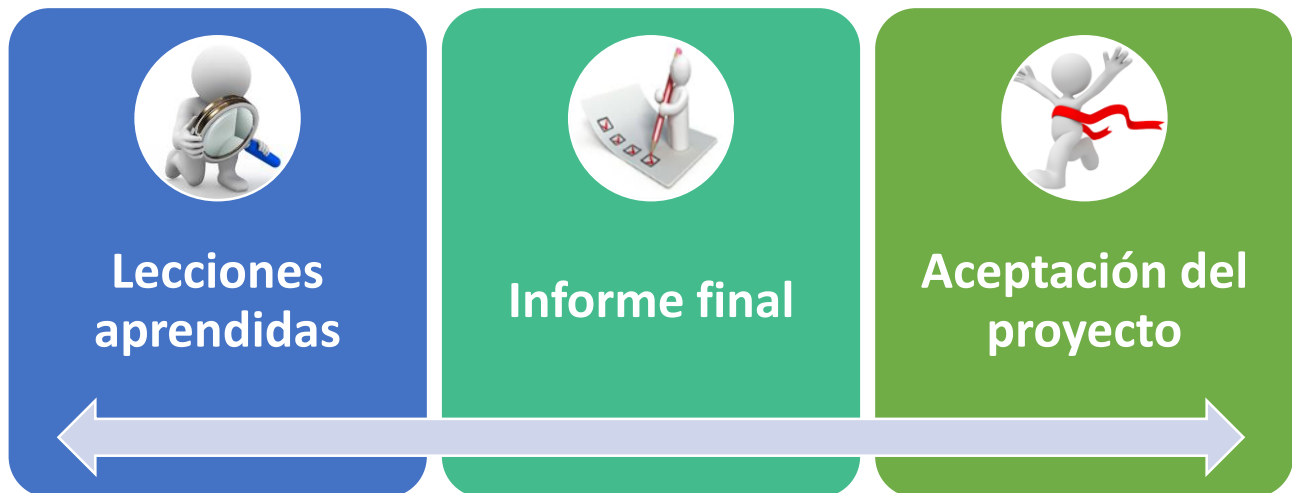 Lecciones
aprendidas
Informe final
Aceptación del
proyecto